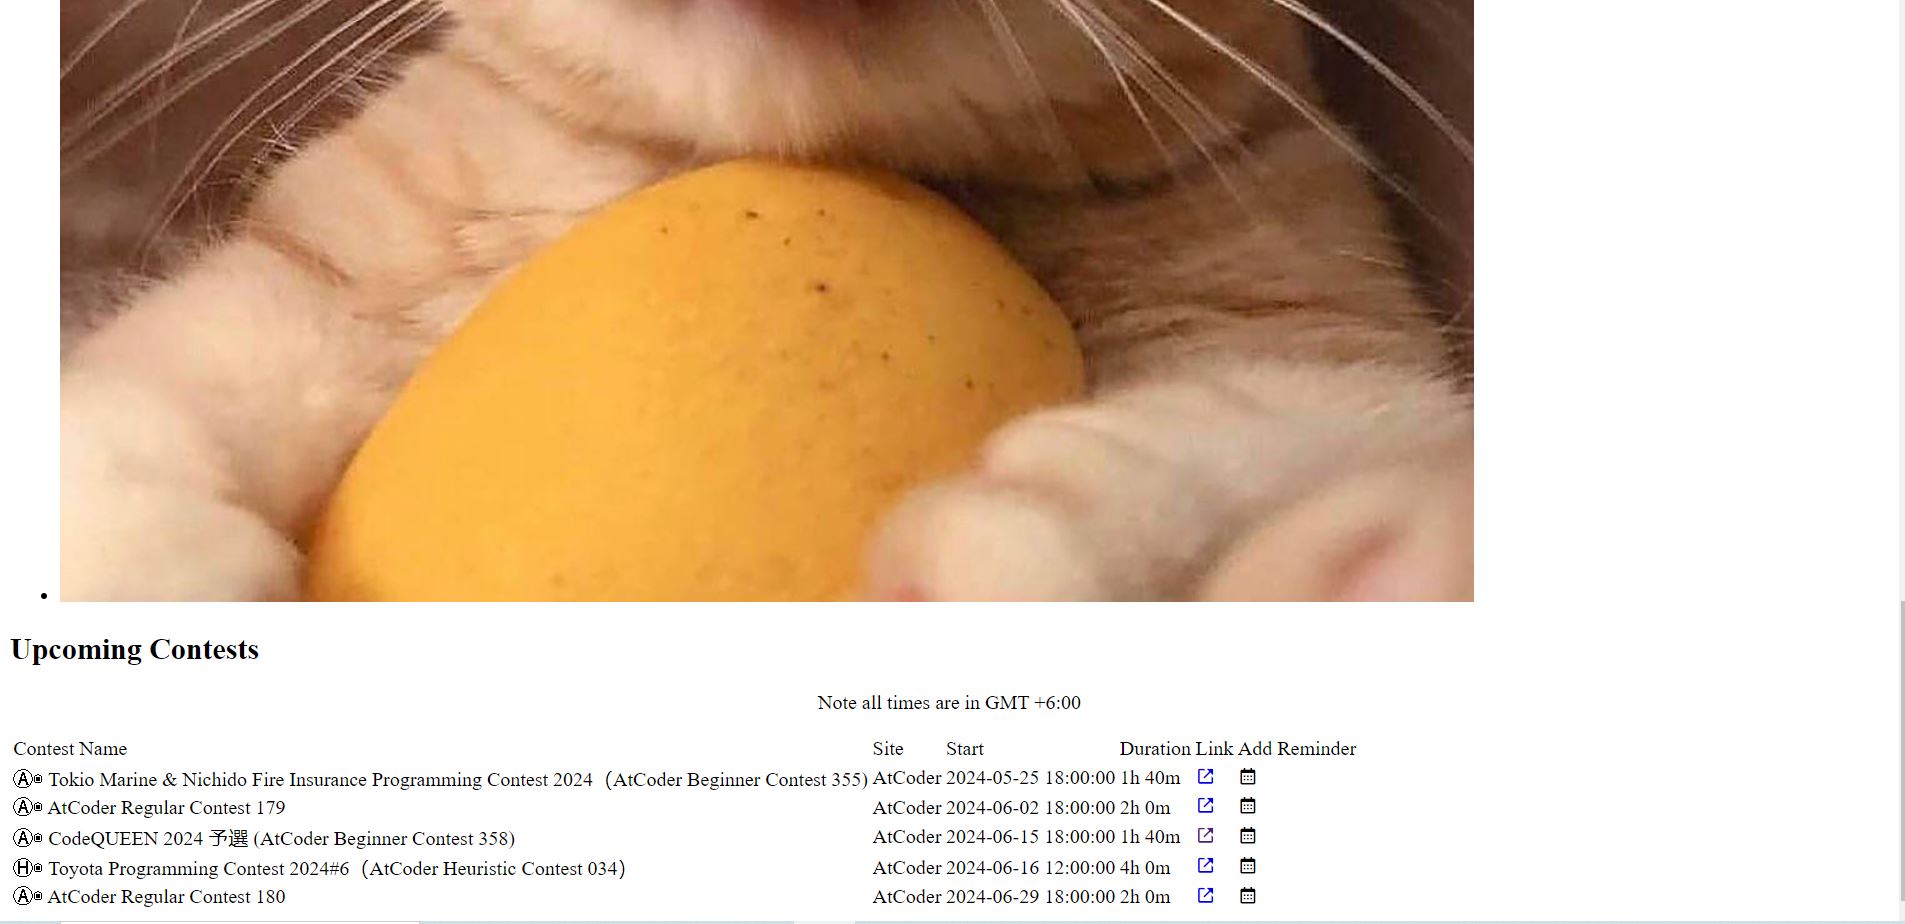 Upcoming Contests
Note all times are in GMT +6:00
Contest Name Site Start Duration Link Add Reminder
Ⓐ◉ Tokio Marine & Nichido Fire Insurance Programming Contest 2024（AtCoder Beginner Contest 355) AtCoder 2024-05-25 18:00:00 1h 40m
Ⓐ◉ AtCoder Regular Contest 179 AtCoder 2024-06-02 18:00:00 2h 0m
Ⓐ◉ CodeQUEEN 2024 予選 (AtCoder Beginner Contest 358) AtCoder 2024-06-15 18:00:00 1h 40m
Ⓗ◉ Toyota Programming Contest 2024#6（AtCoder Heuristic Contest 034） AtCoder 2024-06-16 12:00:00 4h 0m
Ⓐ◉ AtCoder Regular Contest 180 AtCoder 2024-06-29 18:00:00 2h 0m